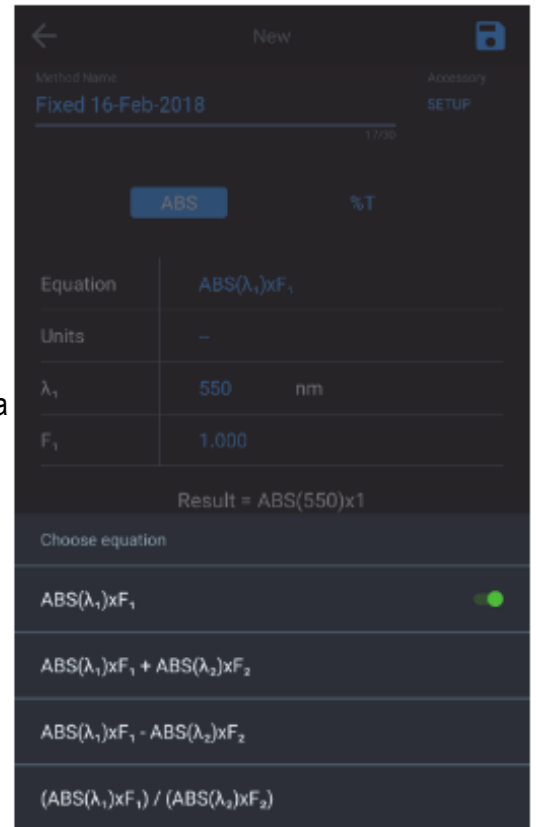 New
Method Name Accessory
Fixed 16-Feb-2018 SETUP
17/30
ABS %T
Equation ABS(λ₁)xF₁
Units –
a
λ₁ 550 nm
F₁ 1.000
Result = ABS(550)x1
Choose equation
ABS(λ₁)xF₁
ABS(λ₁)xF₁ + ABS(λ₂)xF₂
ABS(λ₁)xF₁ - ABS(λ₂)xF₂
(ABS(λ₁)xF₁) / (ABS(λ₂)xF₂)